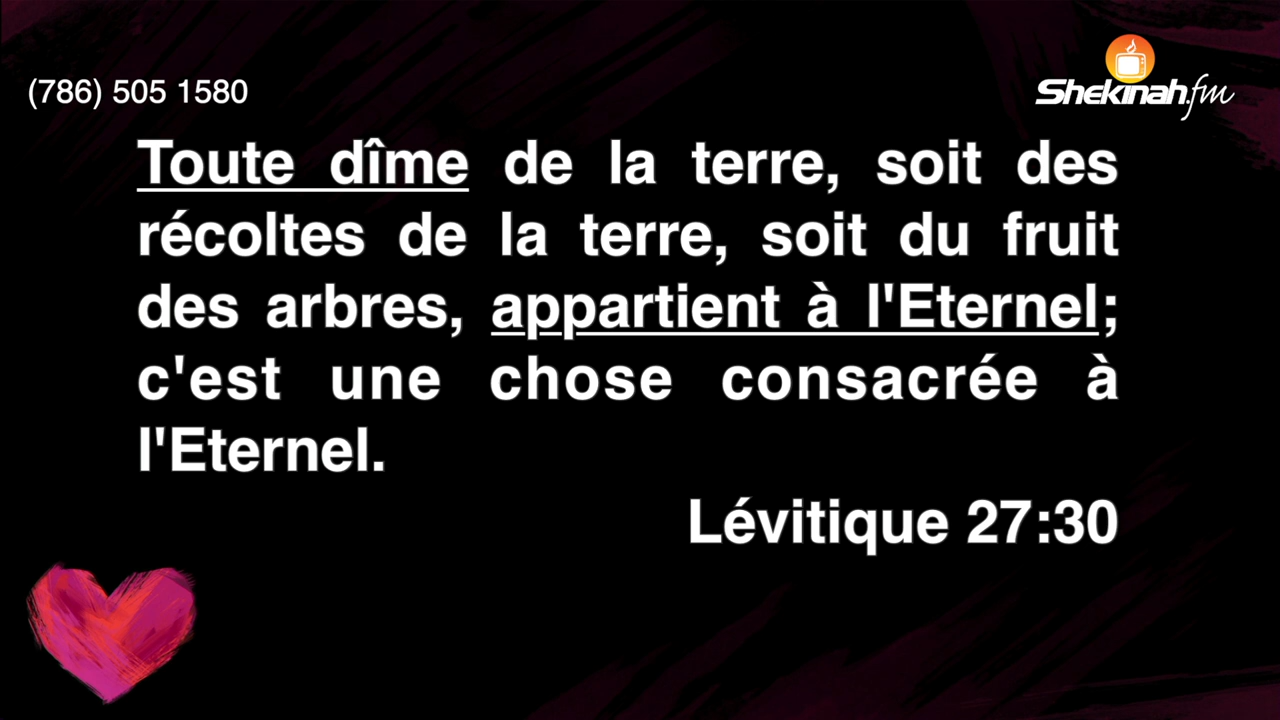 (786) 505 1580
Shekinah.fm
Toute dîme de la terre, soit des
récoltes de la terre, soit du fruit
des arbres, appartient à l'Eternel;
c'est une chose consacrée à
l'Eternel.
Lévitique 27:30